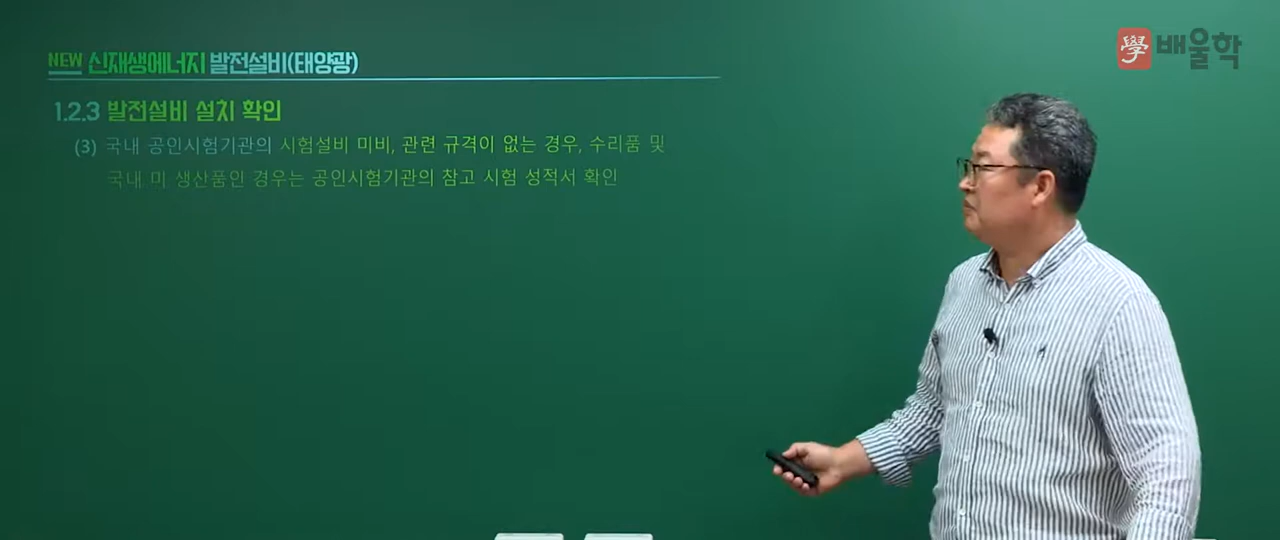 NEW 신재생에너지 발전설비(태양광)
學 배울학
1.2.3 발전설비 설치 확인
(3) 국내 공인시험기관의 시험설비 미비, 관련 규격이 없는 경우, 수리품 및
국내 미 생산품인 경우는 공인시험기관의 참고 시험 성적서 확인